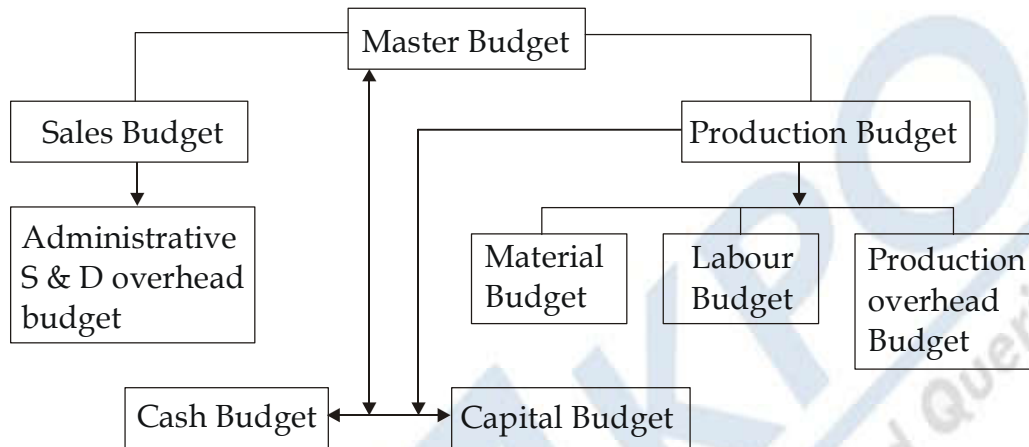 Master Budget
Sales Budget
Production Budget
Administrative
S & D overhead
budget
Material
Budget
Labour
Budget
Production
overhead
Budget
Cash Budget
Capital Budget
KPO